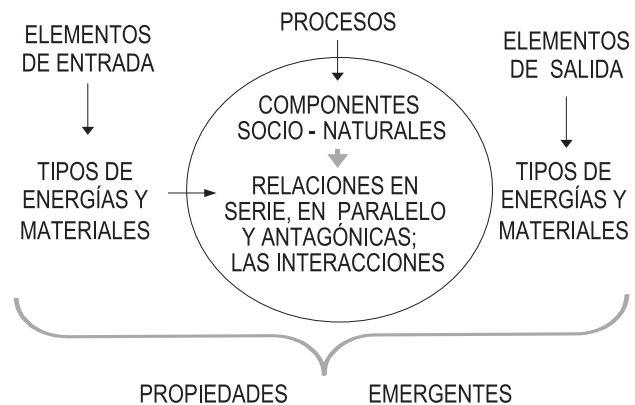 ELEMENTOS
DE ENTRADA
TIPOS DE
ENERGÍAS Y
MATERIALES
PROCESOS
COMPONENTES
SOCIO - NATURALES
RELACIONES EN
SERIE, EN PARALELO
Y ANTAGÓNICAS;
LAS INTERACCIONES
ELEMENTOS
DE SALIDA
TIPOS DE
ENERGÍAS Y
MATERIALES
PROPIEDADES EMERGENTES